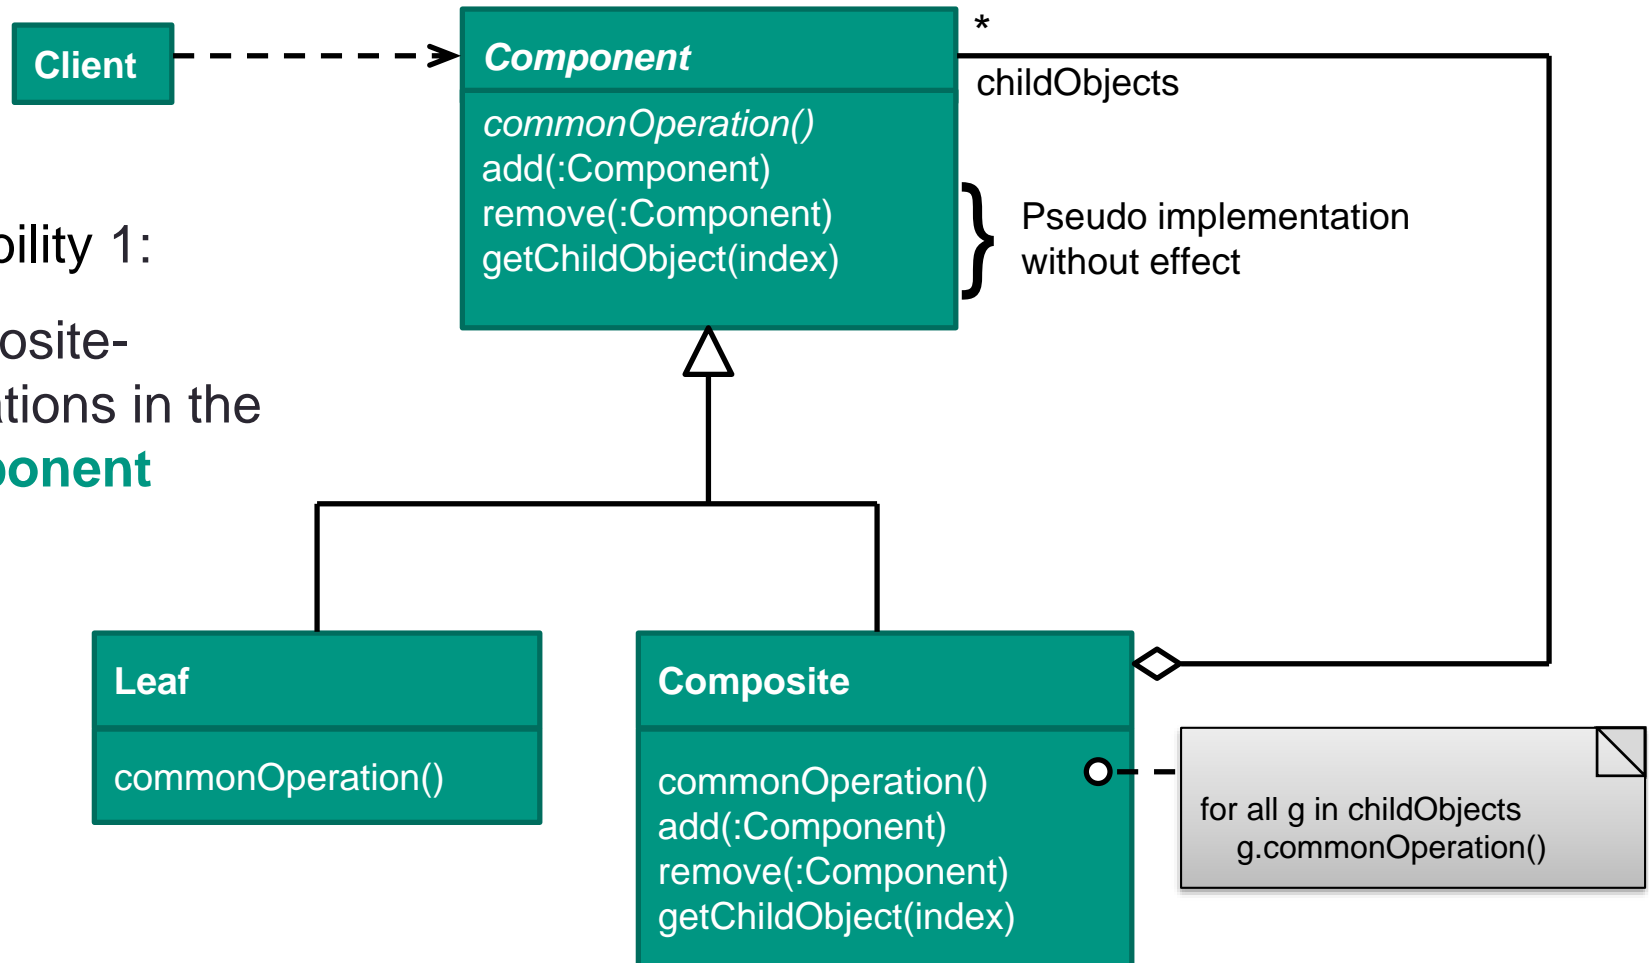 Client
Component
commonOperation()
add(:Component)
remove(:Component)
getChildObject(index)
*
childObjects
}
Pseudo implementation
without effect
bility 1:
osite-
ations in the
ponent
Leaf
commonOperation()
Composite
commonOperation()
add(:Component)
remove(:Component)
getChildObject(index)
for all g in childObjects
g.commonOperation()